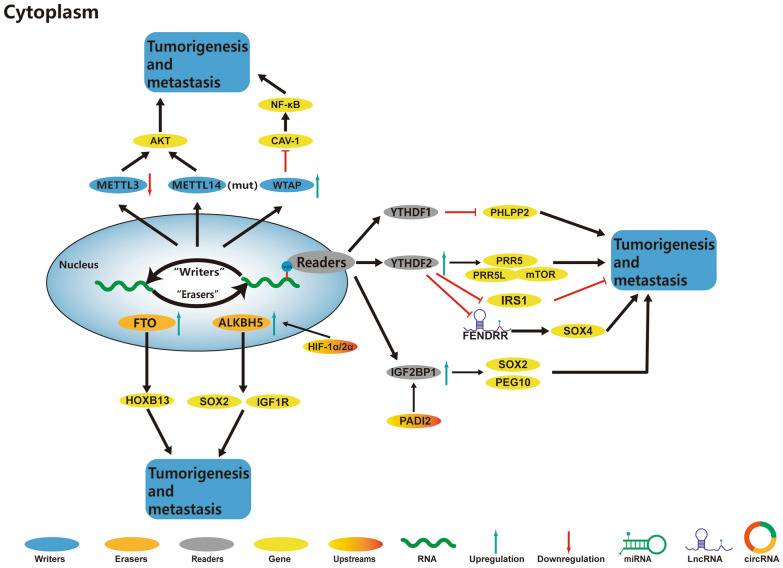 Cytoplasm
Tumorigenesis
and
metastasis
NF-κB
AKT
CAV-1
METTL3
METTL14
(mut)
WTAP
YTHDF1
PHLPP2
Nucleus
"Writers"
"Erasers"
m6A
Readers
YTHDF2
PRR5
PRR5L
mTOR
IRS1
Tumorigenesis
and
metastasis
FENDRR
SOX4
FTO
ALKBH5
HIF-1α/2α
IGF2BP1
SOX2
PEG10
HOXB13
SOX2
IGF1R
PADI2
Tumorigenesis
and
metastasis
Writers
Erasers
Readers
Gene
Upstreams
RNA
Upregulation
Downregulation
miRNA
LncRNA
circRNA